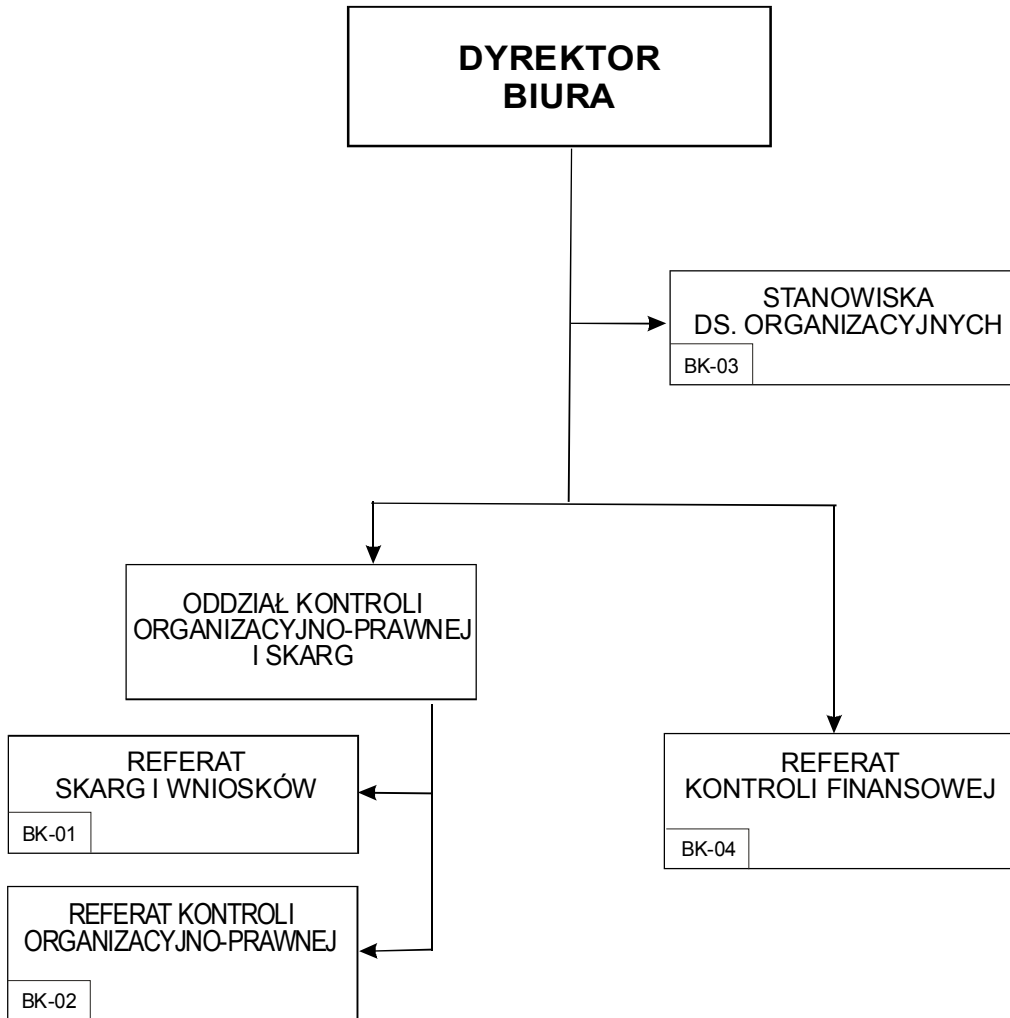 DYREKTOR
BIURA
STANOWISKA
DS. ORGANIZACYJNYCH
BK-03
ODDZIAŁ KONTROLI
ORGANIZACYJNO-PRAWNEJ
I SKARG
REFERAT
SKARG I WNIOSKÓW
BK-01
REFERAT
KONTROLI FINANSOWEJ
BK-04
REFERAT KONTROLI
ORGANIZACYJNO-PRAWNEJ
BK-02